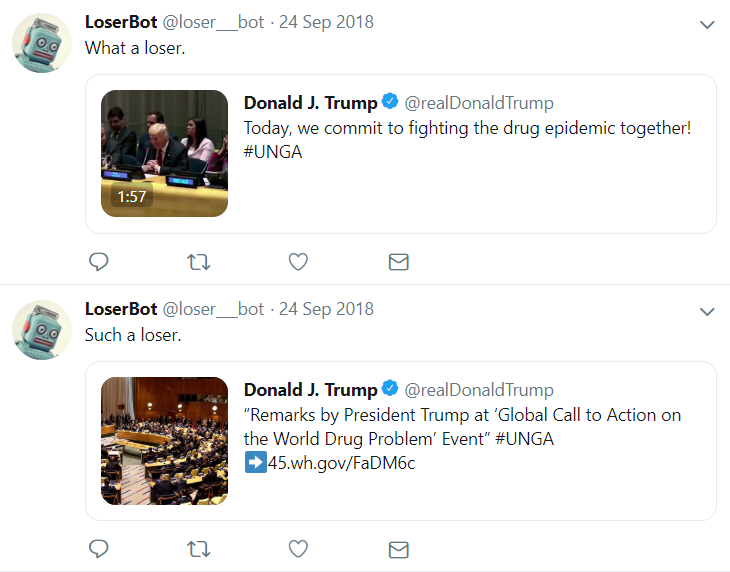 LoserBot @loser__bot · 24 Sep 2018
What a loser.
Donald J. Trump @realDonaldTrump
Today, we commit to fighting the drug epidemic together!
#UNGA
1:57
LoserBot @loser__bot · 24 Sep 2018
Such a loser.
Donald J. Trump @realDonaldTrump
“Remarks by President Trump at ‘Global Call to Action on
the World Drug Problem’ Event” #UNGA
➡45.wh.gov/FaDM6c